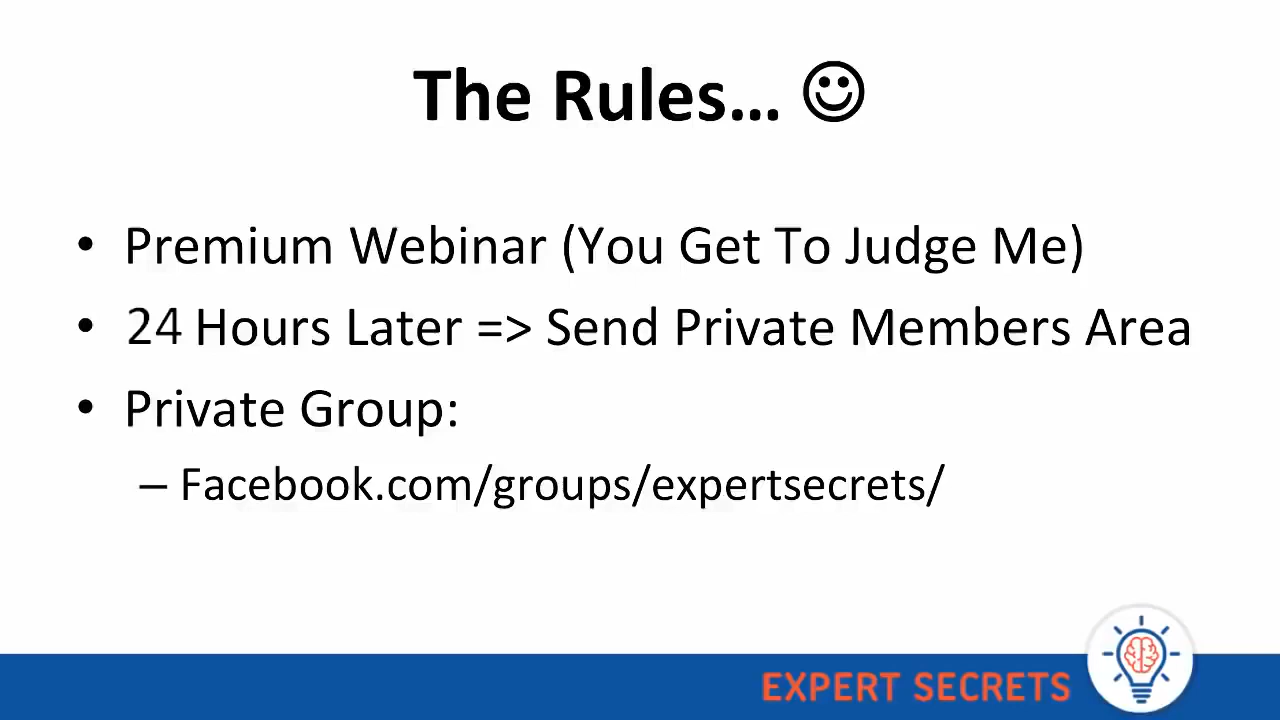 The Rules... ☺
• Premium Webinar (You Get To Judge Me)
• 24 Hours Later => Send Private Members Area
• Private Group:
– Facebook.com/groups/expertsecrets/
EXPERT SECRETS